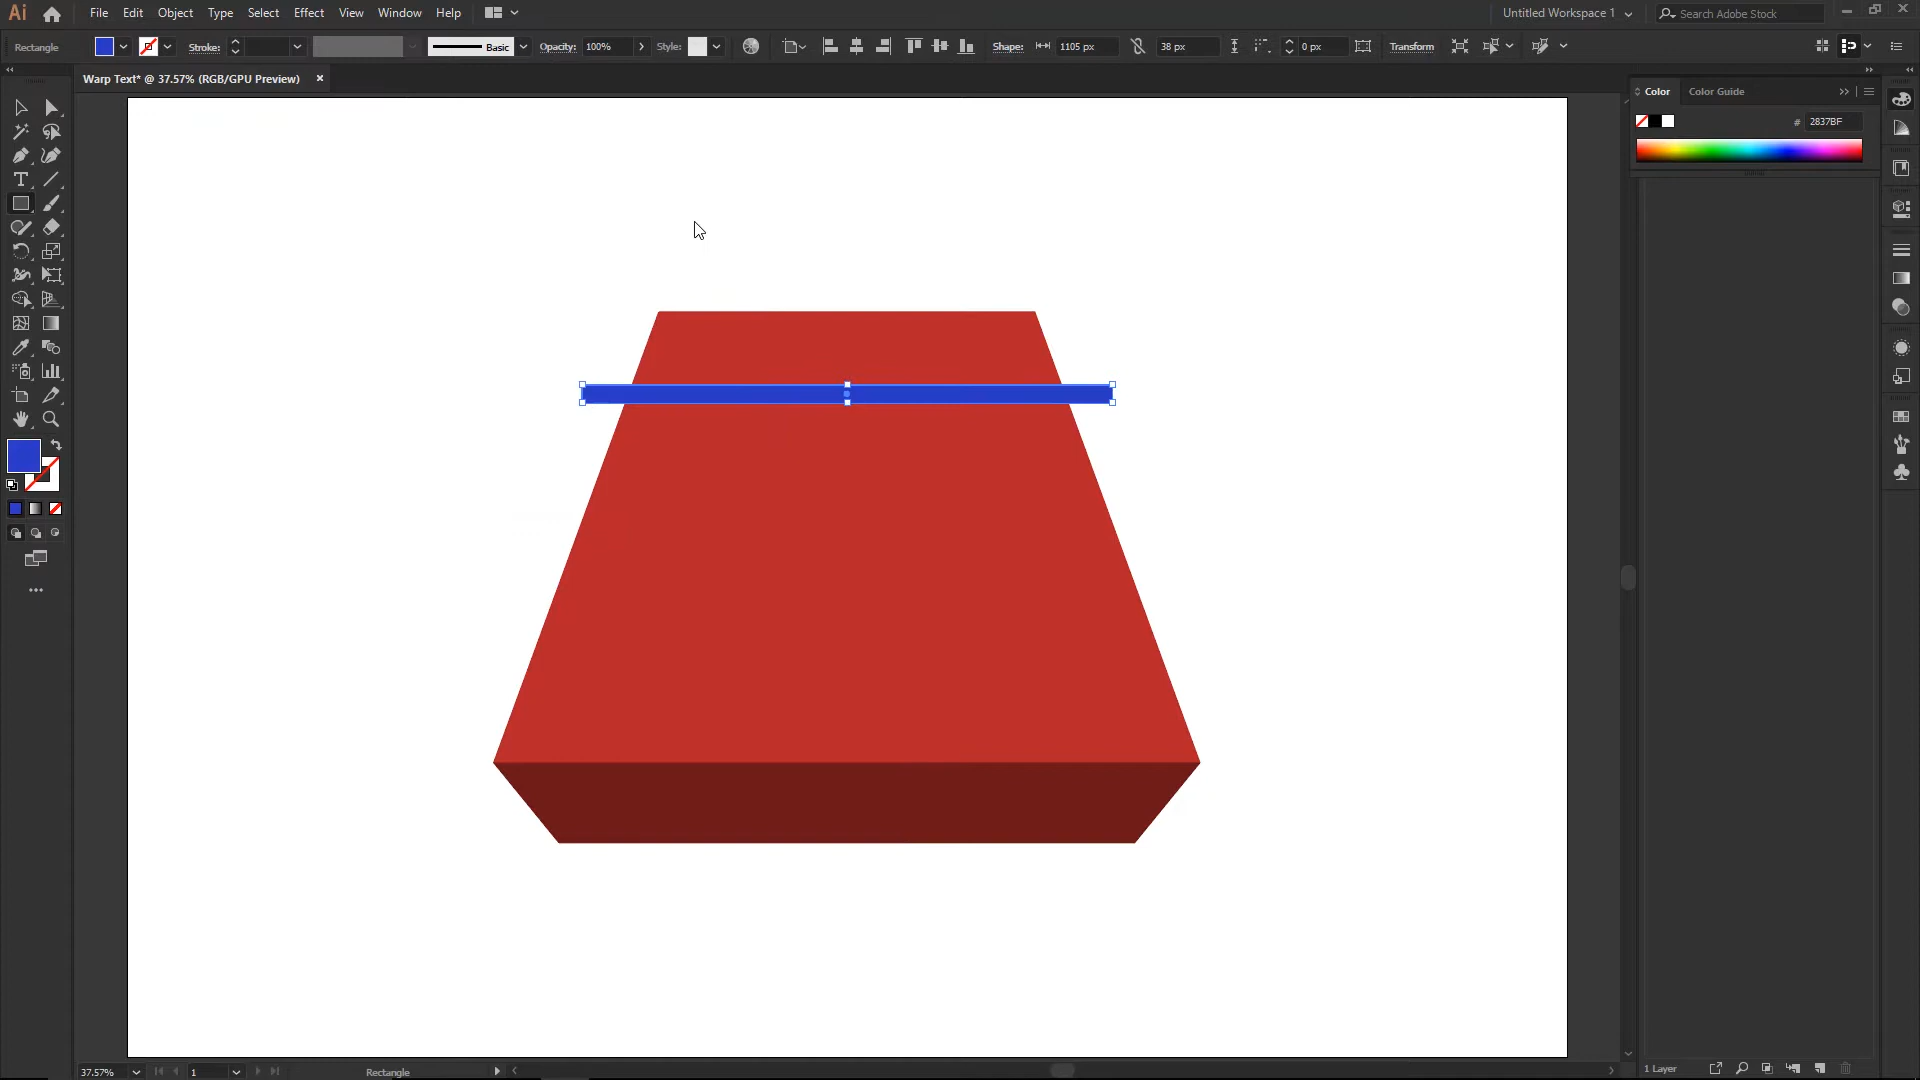 Ai File Edit Object Type Select Effect View Window Help Untitled Workspace 1 Search Adobe Stock
Rectangle Stroke: Basic Opacity: 100% Style: Shape: 1105 px 38 px 0 px Transform
Warp Text* @ 37.57% (RGB/GPU Preview) ×
Color Color Guide
# 2837BF
T
37.57% 1 Rectangle 1 Layer